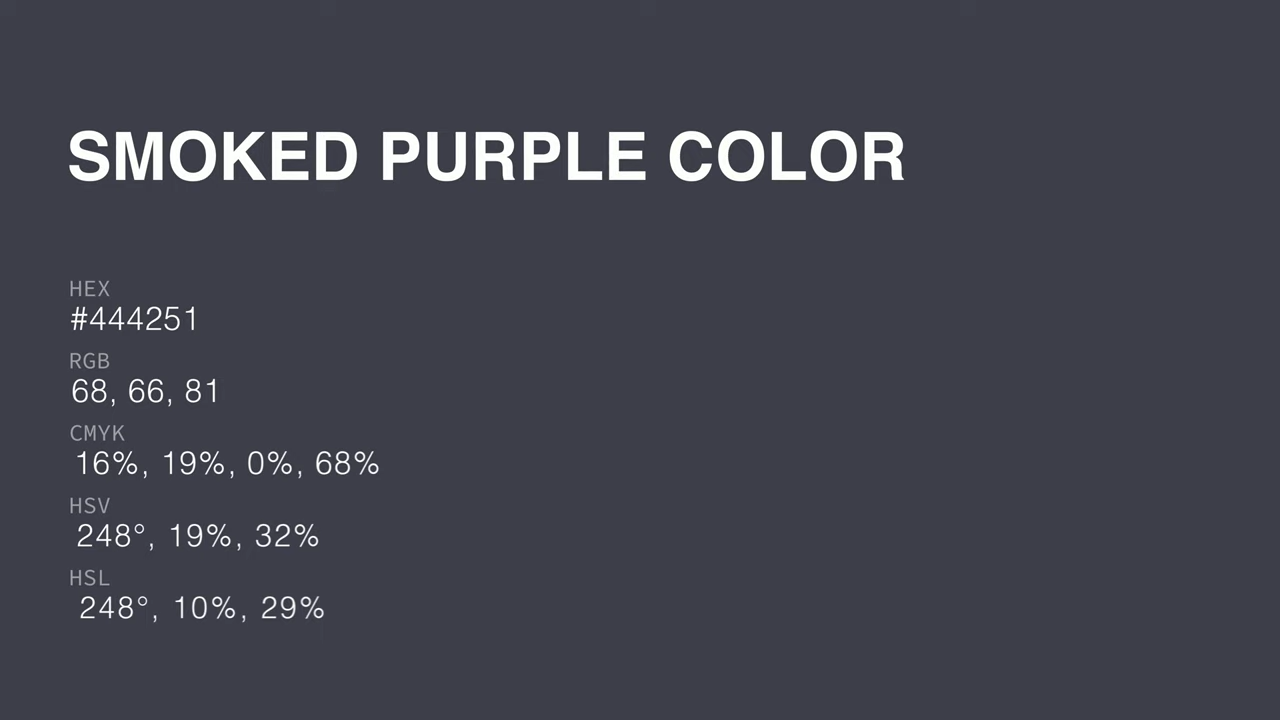 SMOKED PURPLE COLOR
HEX
#444251
RGB
68, 66, 81
CMYK
16%, 19%, 0%, 68%
HSV
248°, 19%, 32%
HSL
248°, 10%, 29%